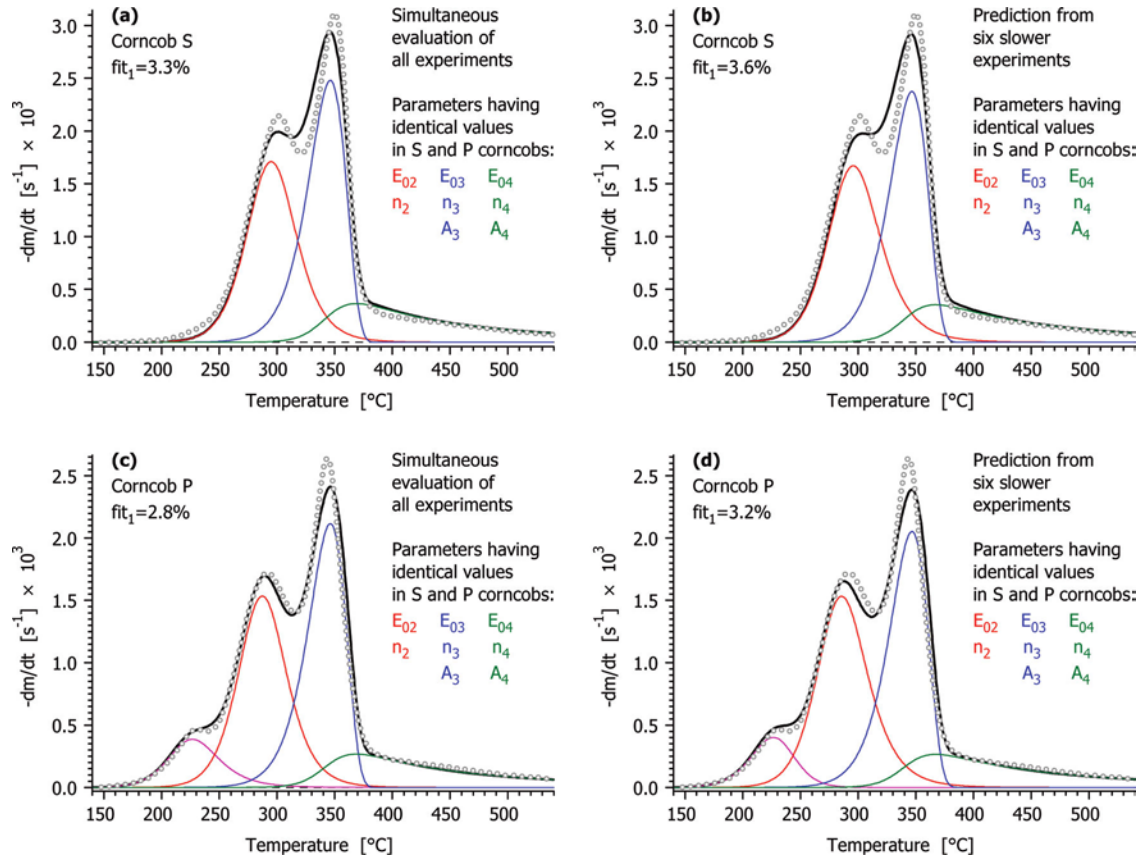 (a)
Corncob S
fit₁=3.3%
Simultaneous
evaluation of
all experiments
Parameters having
identical values
in S and P corncobs:
E₀₂ E₀₃ E₀₄
n₂ n₃ n₄
A₃ A₄
-dm/dt [s⁻¹] × 10³
3.0
2.5
2.0
1.5
1.0
0.5
0.0
150 200 250 300 350 400 450 500
Temperature [°C]
(b)
Corncob S
fit₁=3.6%
Prediction from
six slower
experiments
Parameters having
identical values
in S and P corncobs:
E₀₂ E₀₃ E₀₄
n₂ n₃ n₄
A₃ A₄
-dm/dt [s⁻¹] × 10³
3.0
2.5
2.0
1.5
1.0
0.5
0.0
150 200 250 300 350 400 450 500
Temperature [°C]
(c)
Corncob P
fit₁=2.8%
Simultaneous
evaluation of
all experiments
Parameters having
identical values
in S and P corncobs:
E₀₂ E₀₃ E₀₄
n₂ n₃ n₄
A₃ A₄
-dm/dt [s⁻¹] × 10³
2.5
2.0
1.5
1.0
0.5
0.0
150 200 250 300 350 400 450 500
Temperature [°C]
(d)
Corncob P
fit₁=3.2%
Prediction from
six slower
experiments
Parameters having
identical values
in S and P corncobs:
E₀₂ E₀₃ E₀₄
n₂ n₃ n₄
A₃ A₄
-dm/dt [s⁻¹] × 10³
2.5
2.0
1.5
1.0
0.5
0.0
150 200 250 300 350 400 450 500
Temperature [°C]